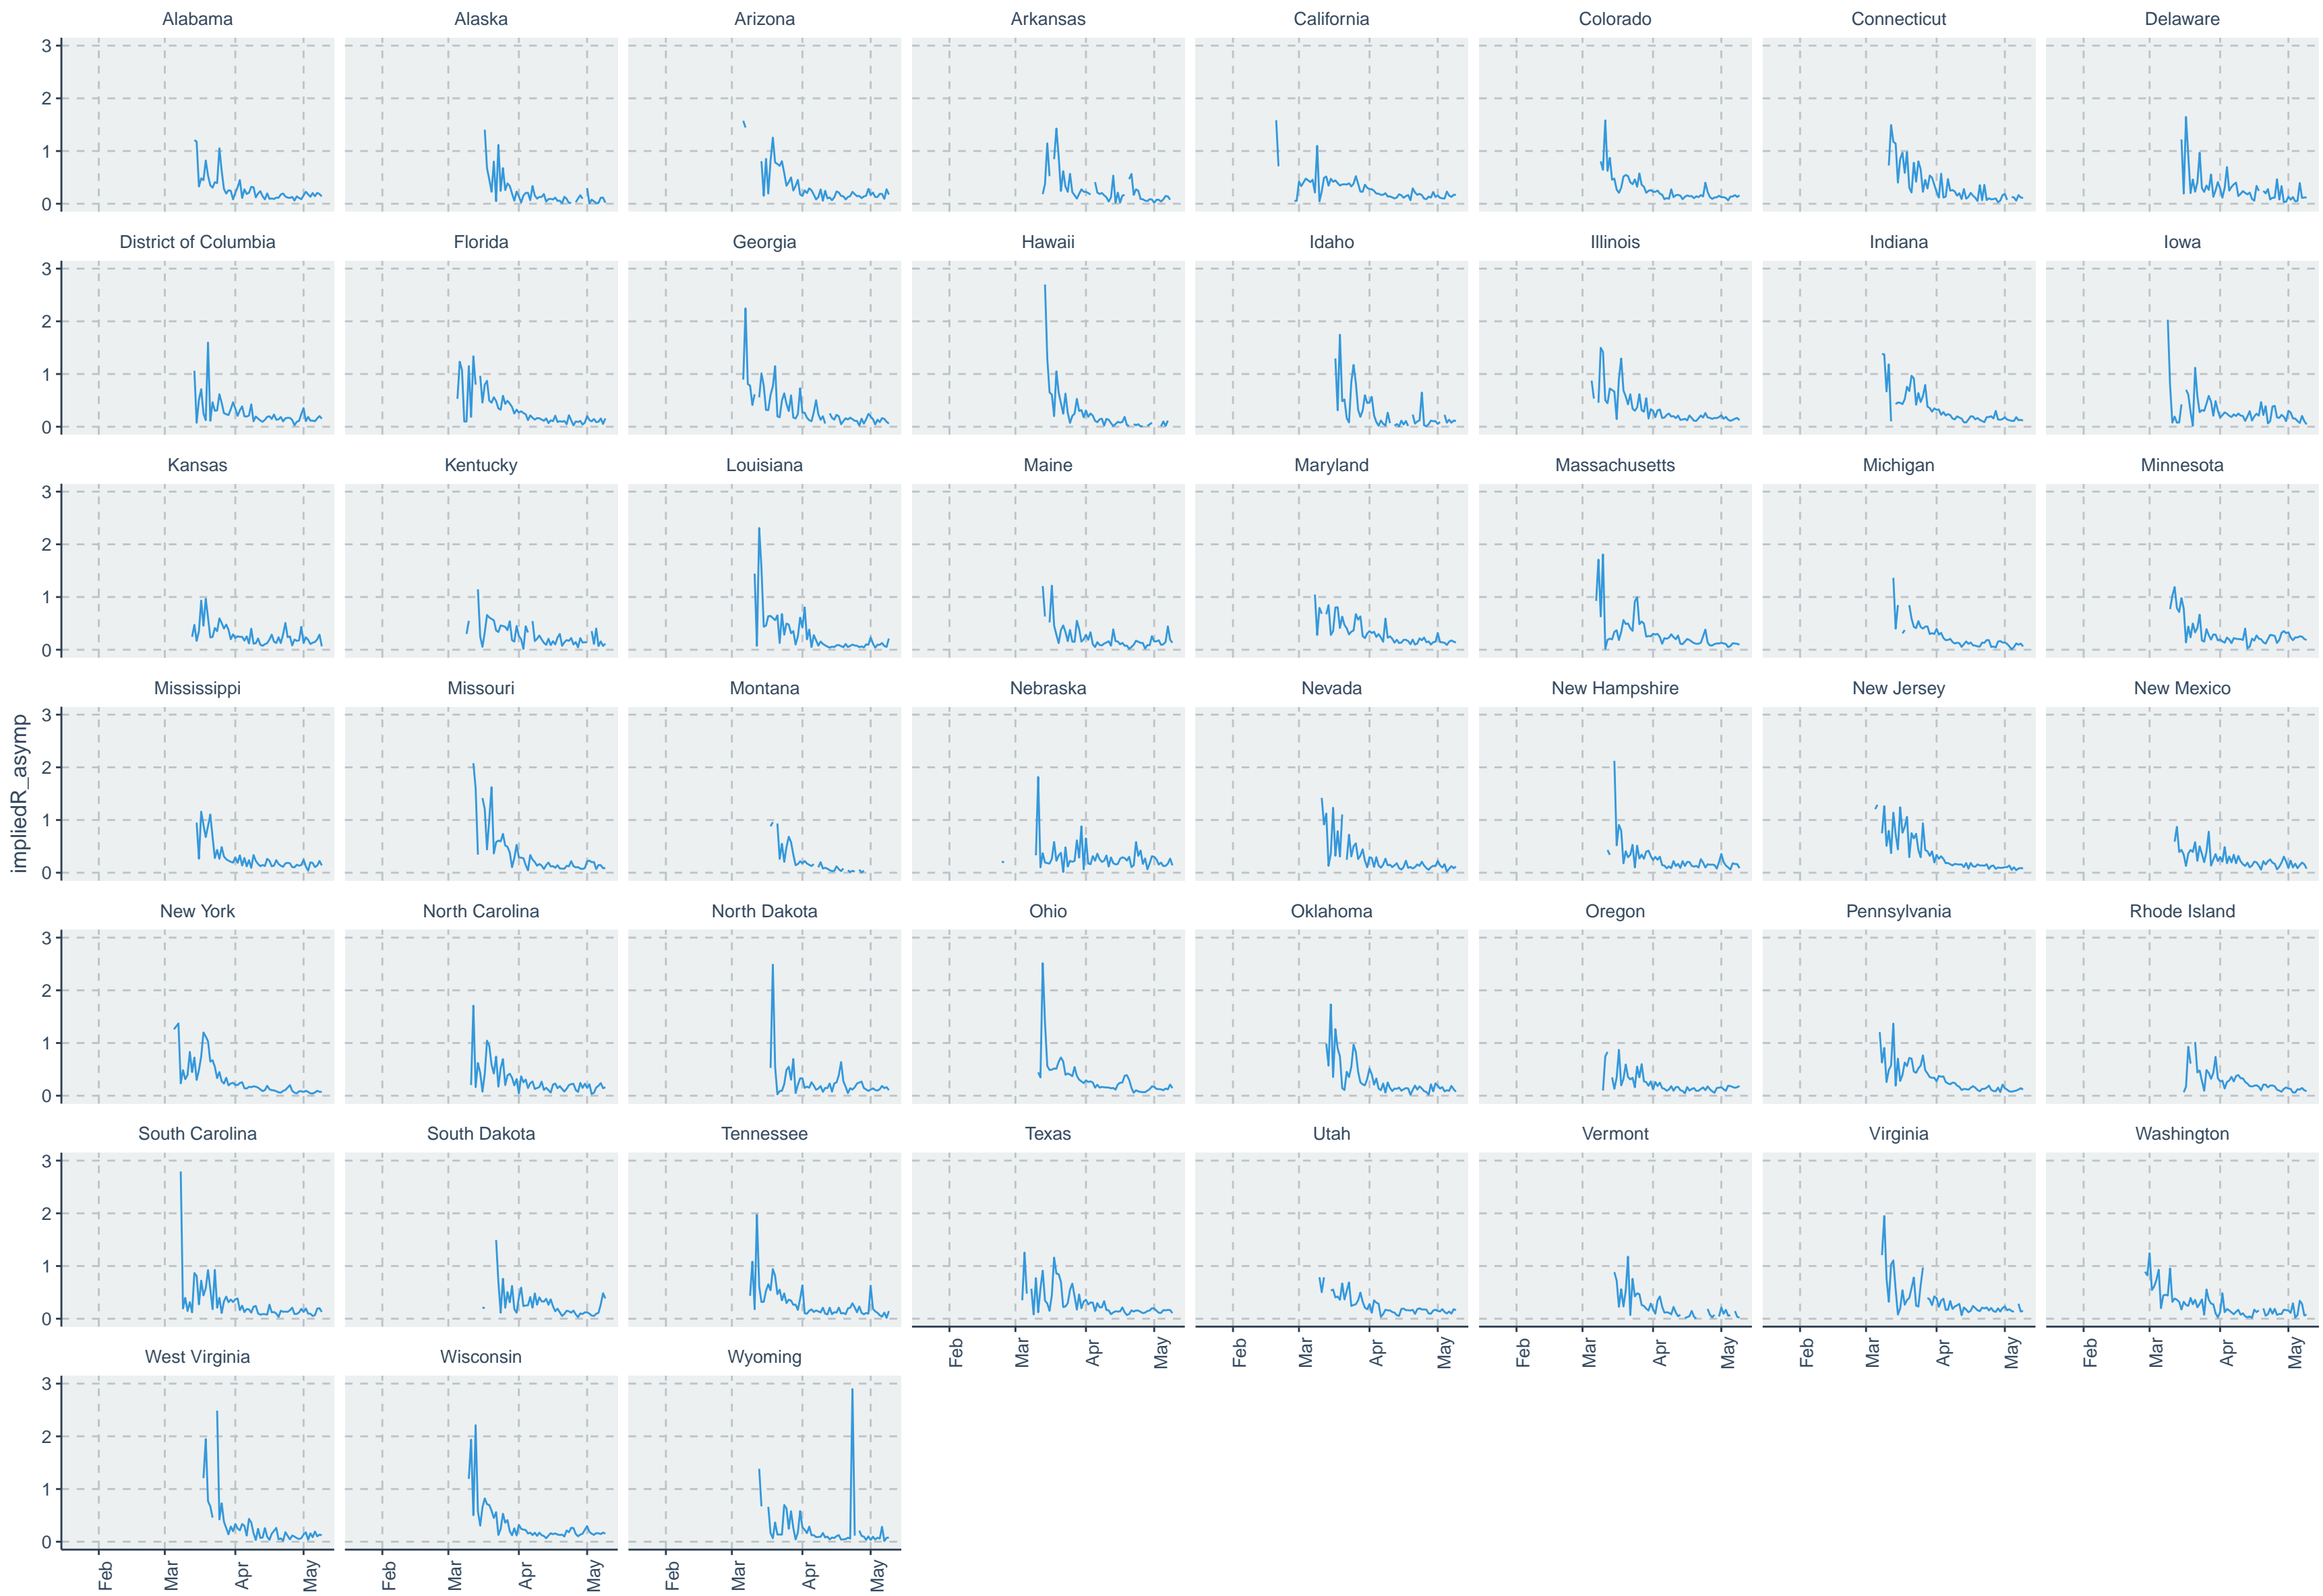 Alabama Alaska Arizona Arkansas California Colorado Connecticut Delaware
3
2
1
0
District of Columbia Florida Georgia Hawaii Idaho Illinois Indiana Iowa
3
2
1
0
Kansas Kentucky Louisiana Maine Maryland Massachusetts Michigan Minnesota
3
2
1
0
Mississippi Missouri Montana Nebraska Nevada New Hampshire New Jersey New Mexico
3
2
1
0
impliedR_asymp
New York North Carolina North Dakota Ohio Oklahoma Oregon Pennsylvania Rhode Island
3
2
1
0
South Carolina South Dakota Tennessee Texas Utah Vermont Virginia Washington
3
2
1
0
Feb Mar Apr May Feb Mar Apr May Feb Mar Apr May Feb Mar Apr May Feb Mar Apr May
West Virginia Wisconsin Wyoming
3
2
1
0
Feb Mar Apr May Feb Mar Apr May Feb Mar Apr May